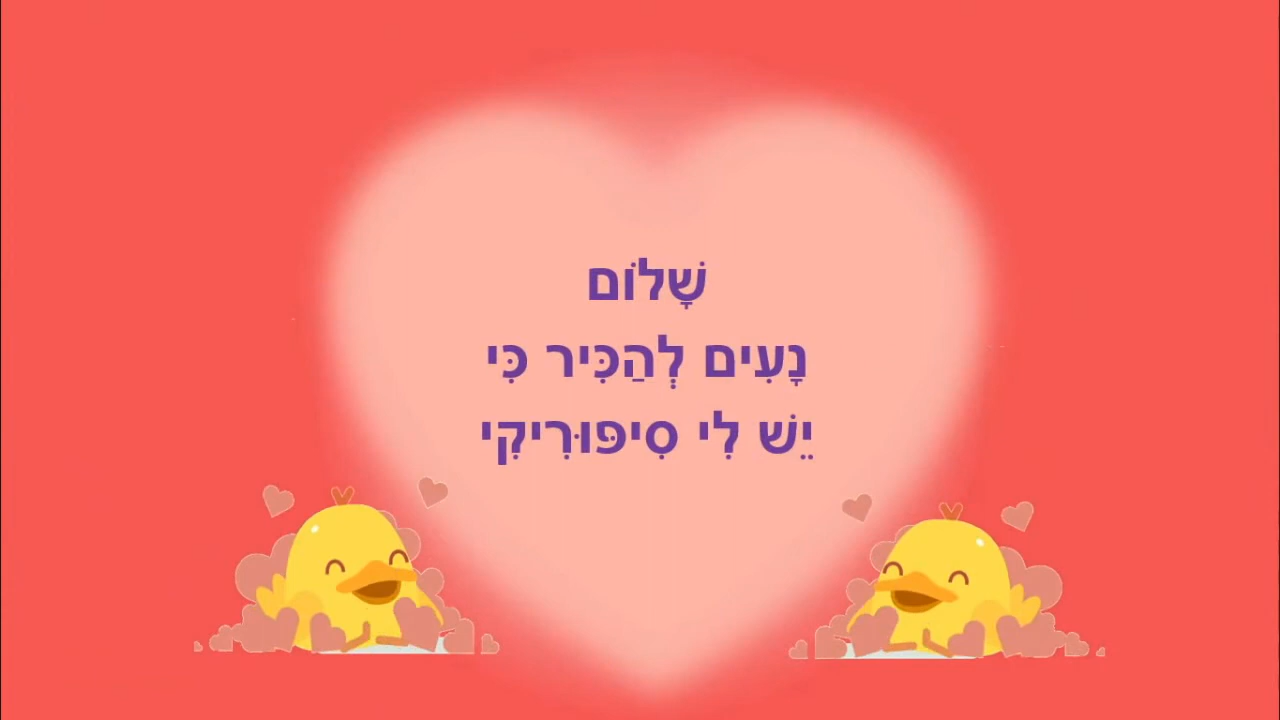 שָׁלוֹם
נָעִים לְהַכִּיר כִּי
יֵשׁ לִי סִיפּוּרִיקִי